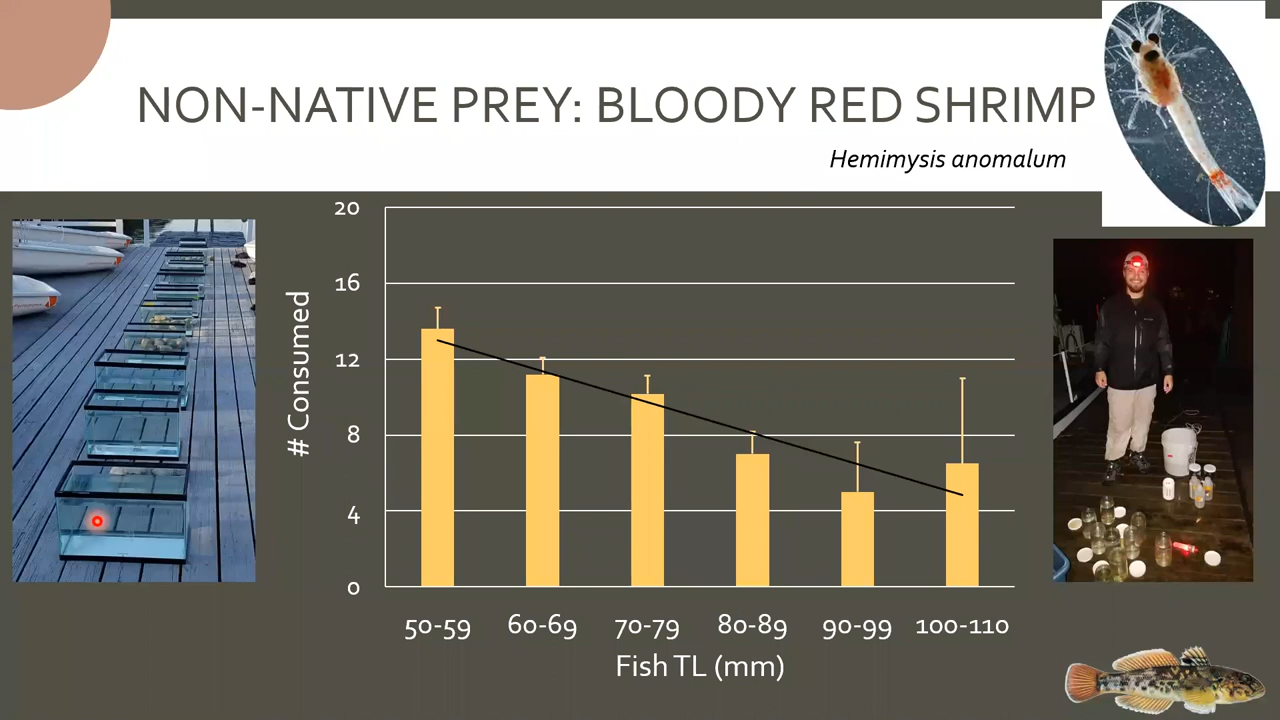 NON-NATIVE PREY: BLOODY RED SHRIMP
Hemimysis anomalum
# Consumed
20
16
12
8
4
0
50-59 60-69 70-79 80-89 90-99 100-110
Fish TL (mm)